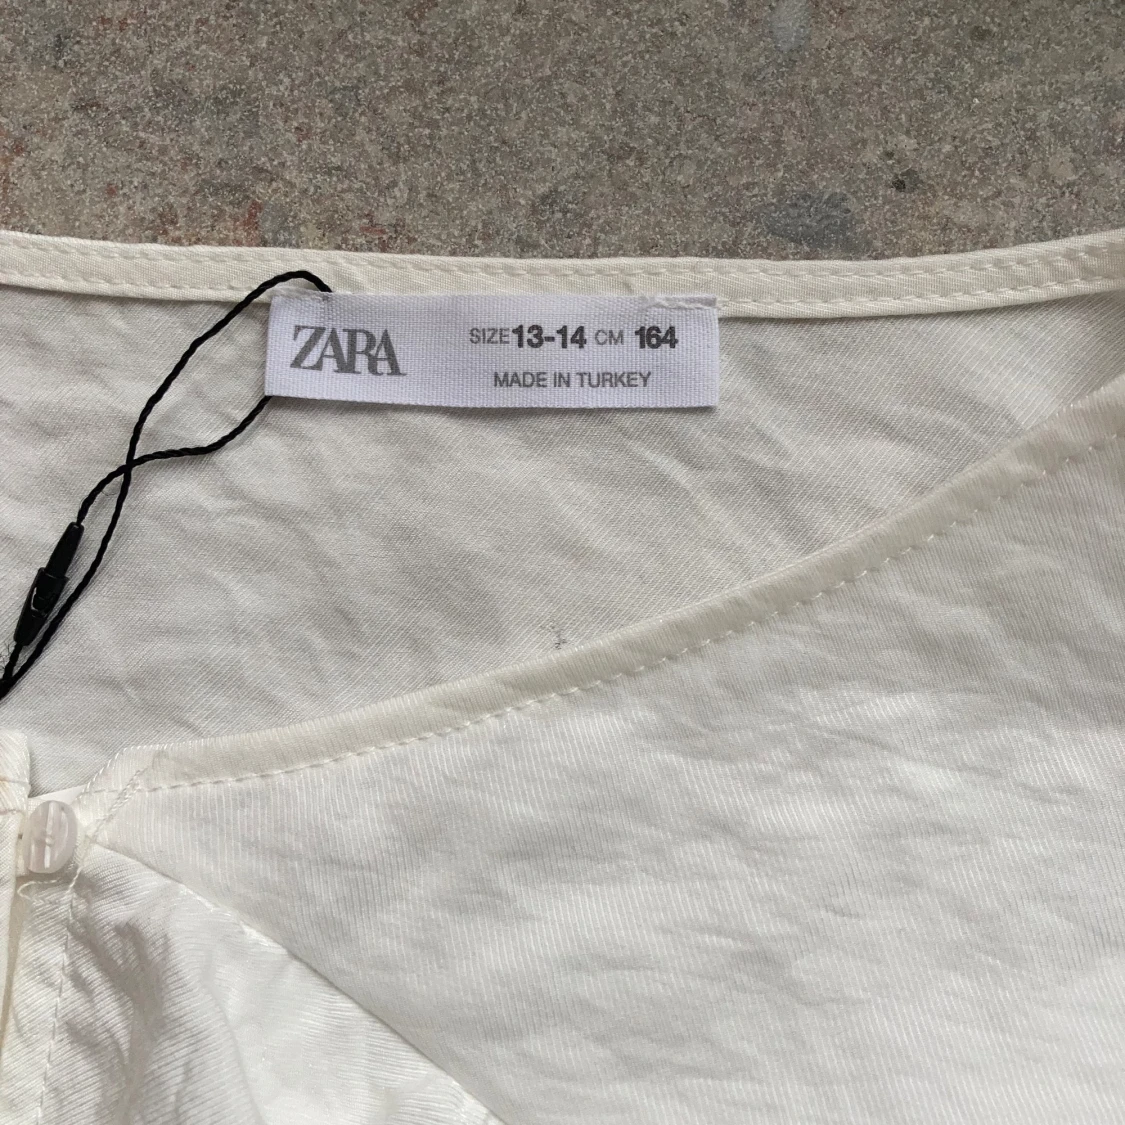 ZARA
SIZE 13-14 CM 164
MADE IN TURKEY